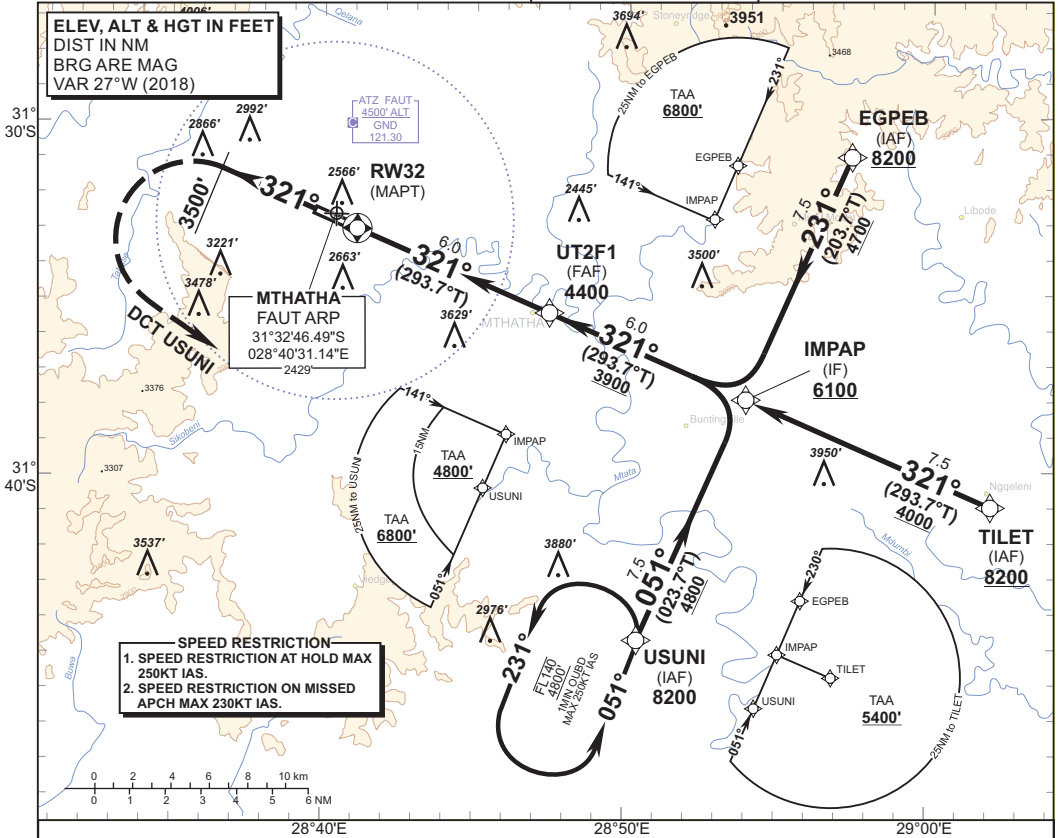 ELEV, ALT & HGT IN FEET
DIST IN NM
BRG ARE MAG
VAR 27°W (2018)
4006'
Qelana
3694'
Stoneyridge
3951
3468
31°
30'S
2992'
2866'
ATZ FAUT
4500' ALT
GND
121.30
C
25NM to EGPEB
TAA
6800'
231°
EGPEB
141°
IMPAP
EGPEB
(IAF)
8200
RW32
(MAPT)
2566'
321°
3500'
2445'
7.5
231°
(203.7°T)
4700
Libode
3221'
3478'
2663'
6.0
321°
(293.7°T)
UT2F1
(FAF)
4400
3500'
DCT USUNI
MTHATHA
FAUT ARP
31°32'46.49"S
028°40'31.14"E
2429'
3629'
MTHATHA
6.0
321°
(293.7°T)
3900
IMPAP
(IF)
6100
3376
Sikobeni
3307
141°
15NM
IMPAP
TAA
4800'
USUNI
25NM to USUNI
TAA
6800'
051°
Mtata
3950'
7.5
321°
(293.7°T)
4000
Ngqeleni
TILET
(IAF)
8200
Mdumbi
31°
40'S
3537'
3880'
7.5
051°
(023.7°T)
4800
230°
EGPEB
IMPAP
TILET
USUNI
051°
TAA
5400'
25NM to TILET
2976'
231°
FL140
4800'
1MIN OUBD
MAX 250KT IAS
051°
USUNI
(IAF)
8200
Buwa
SPEED RESTRICTION
1. SPEED RESTRICTION AT HOLD MAX
250KT IAS.
2. SPEED RESTRICTION ON MISSED
APCH MAX 230KT IAS.
0 2 4 6 8 10 km
0 1 2 3 4 5 6 NM
28°40'E
28°50'E
29°00'E